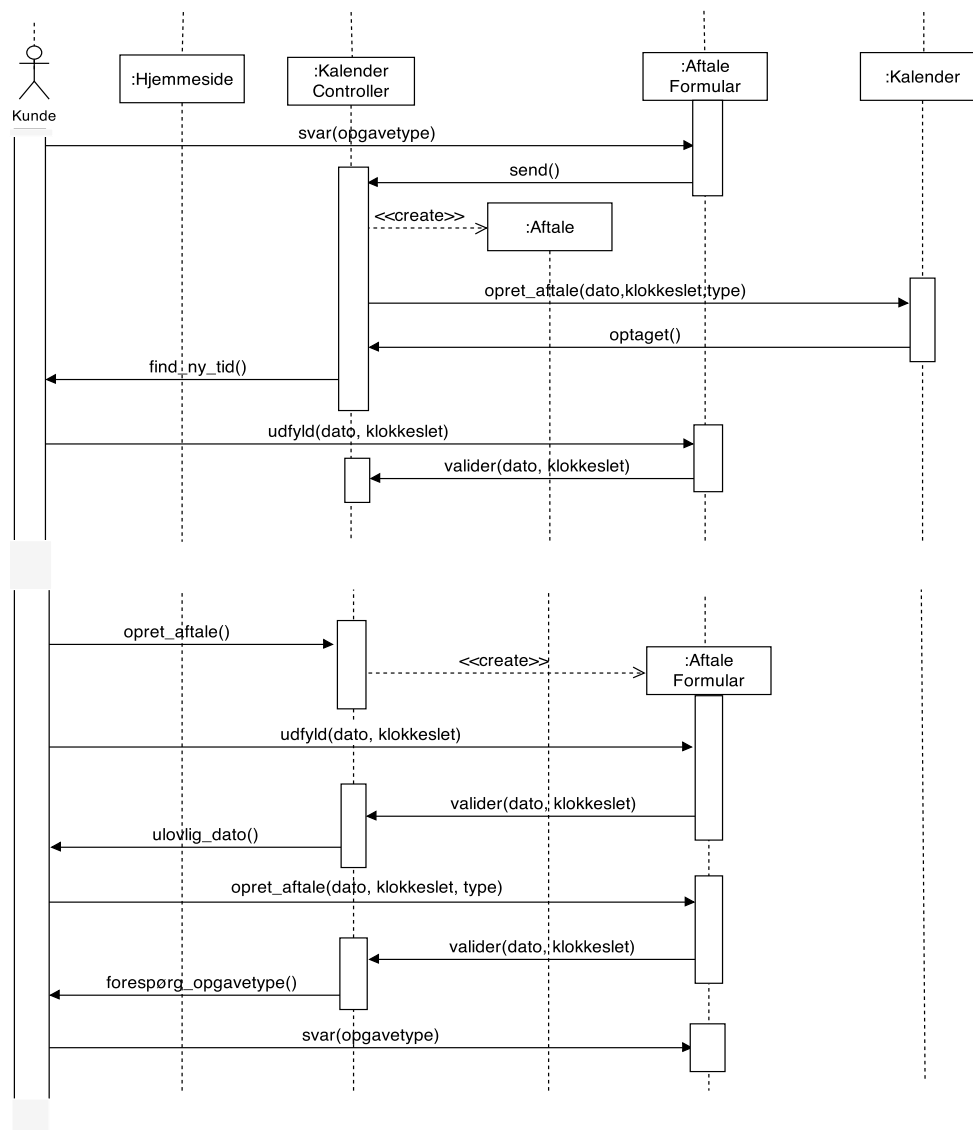 Kunde
:Hjemmeside
:Kalender
Controller
:Aftale
Formular
:Kalender
svar(opgavetype)
send()
<<create>>
:Aftale
opret_aftale(dato,klokkeslet,type)
optaget()
find_ny_tid()
udfyld(dato, klokkeslet)
valider(dato, klokkeslet)
opret_aftale()
<<create>>
:Aftale
Formular
udfyld(dato, klokkeslet)
valider(dato, klokkeslet)
ulovlig_dato()
opret_aftale(dato, klokkeslet, type)
valider(dato, klokkeslet)
forespørg_opgavetype()
svar(opgavetype)